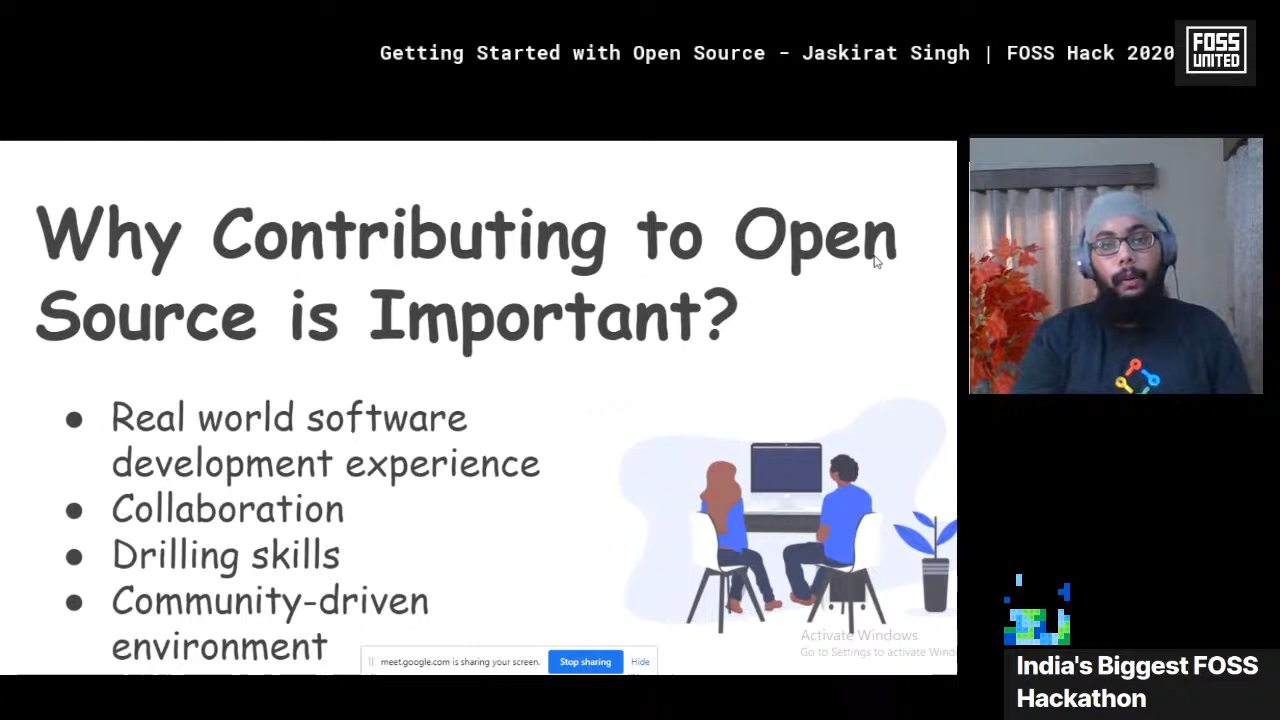 Getting Started with Open Source - Jaskirat Singh | FOSS Hack 2020
FOSS
UNITED
Why Contributing to Open
Source is Important?
● Real world software
development experience
● Collaboration
● Drilling skills
● Community-driven
environment
Activate Windows
Go to Settings to activate Wind
meet.google.com is sharing your screen.
Stop sharing
Hide
India's Biggest FOSS
Hackathon